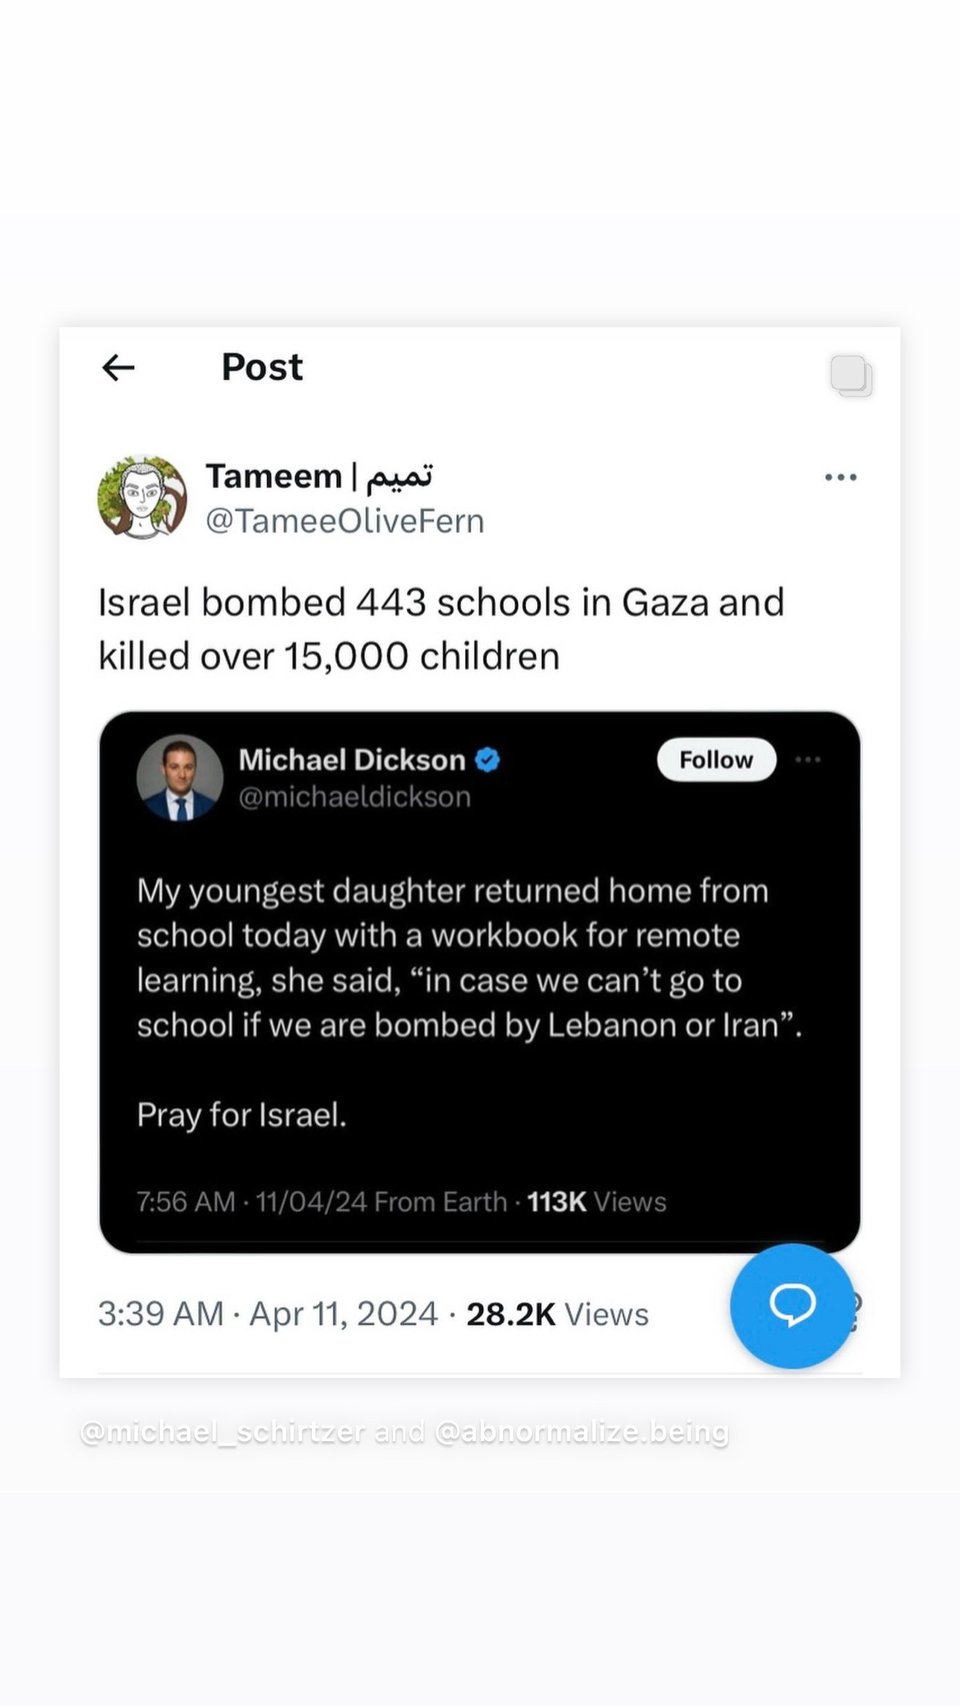 Post
Tameem | تميم
@TameeOliveFern
Israel bombed 443 schools in Gaza and
killed over 15,000 children
Michael Dickson
Follow
@michaeldickson
My youngest daughter returned home from
school today with a workbook for remote
learning, she said, “in case we can’t go to
school if we are bombed by Lebanon or Iran”.
Pray for Israel.
7:56 AM · 11/04/24 From Earth · 113K Views
3:39 AM · Apr 11, 2024 · 28.2K Views
@michael_schirtzer and @abnormalize.being